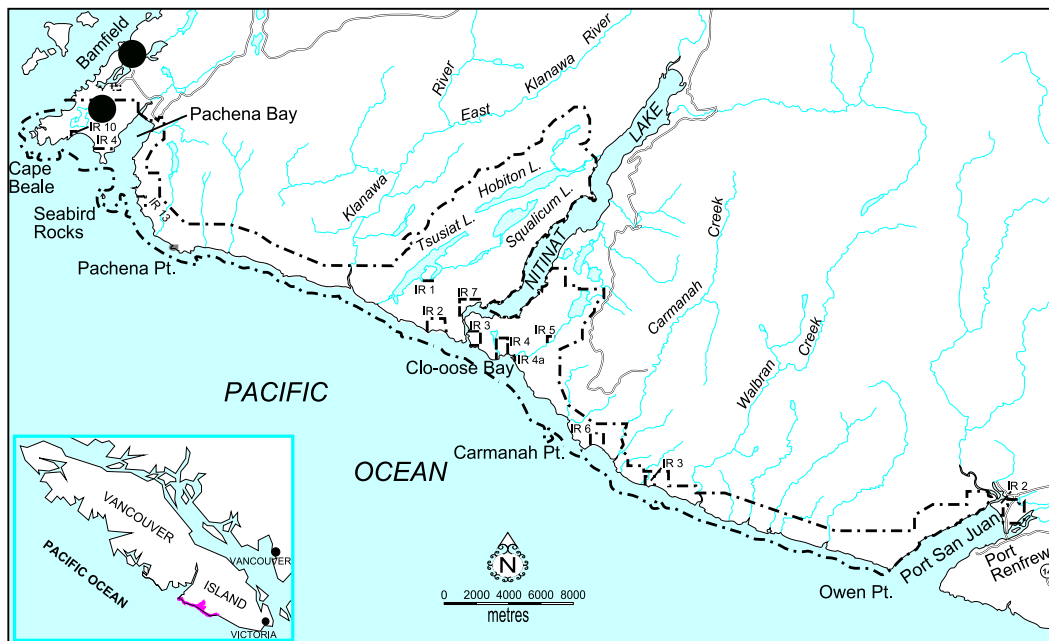 Bamfield
Pachena Bay
IR 10
IR 4
Cape
Beale
Seabird
Rocks
IR 13
Pachena Pt.
Klanawa
River
East
Klanawa
River
Klanawa
Hobiton L.
Tsusiat L.
Squalicum L.
NITINAT
LAKE
IR 1
IR 7
IR 2
IR 3
IR 4
IR 5
IR 4a
Clo-oose Bay
Carmanah
Creek
Walbran
Creek
PACIFIC
OCEAN
IR 6
Carmanah Pt.
IR 3
IR 2
Port San Juan
Port
Renfrew
14
Owen Pt.
N
0 2000 4000 6000 8000
metres
VANCOUVER
ISLAND
PACIFIC OCEAN
VANCOUVER
VICTORIA